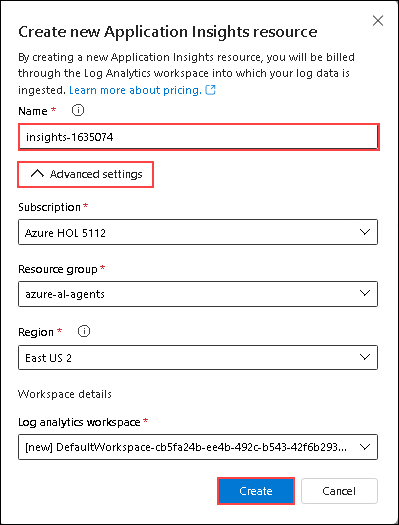 Create new Application Insights resource
By creating a new Application Insights resource, you will be billed
through the Log Analytics workspace into which your log data is
ingested. Learn more about pricing.
Name *
insights-1635074
Advanced settings
Subscription *
Azure HOL 5112
Resource group *
azure-al-agents
Region *
East US 2
Workspace details
Log analytics workspace *
[new] DefaultWorkspace-cb5fa24b-ee4b-492c-b543-42f6b293...
Create
Cancel